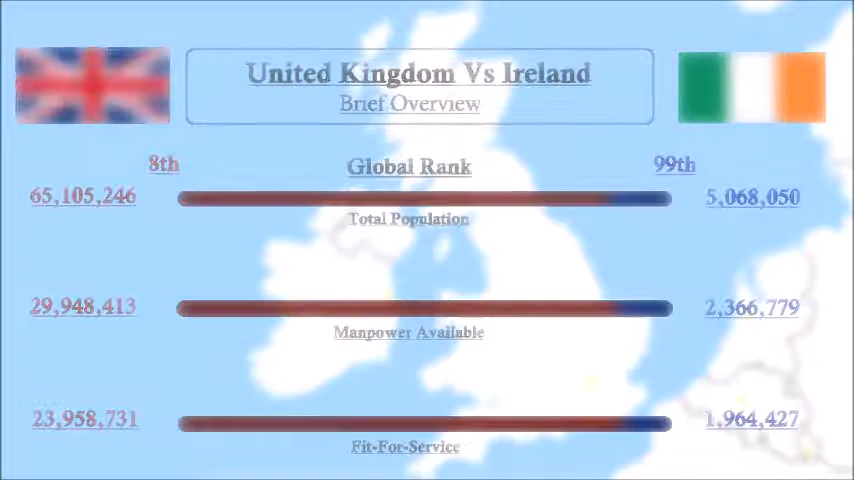 United Kingdom Vs Ireland
Brief Overview
8th Global Rank 99th
65,105,246 5,068,050
Total Population
29,948,413 2,366,779
Manpower Available
23,958,731 1,964,427
Fit-For-Service